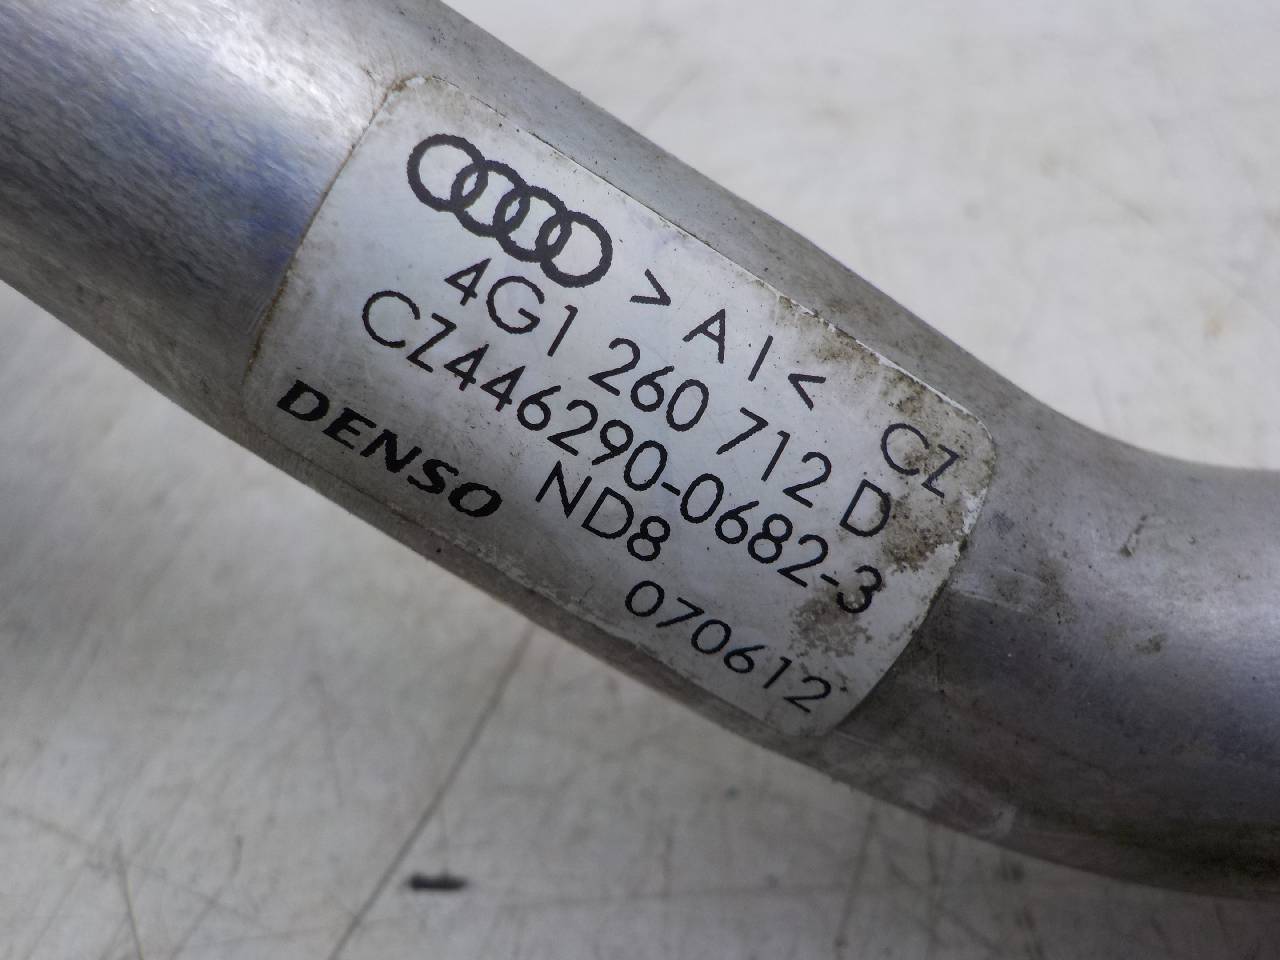 >Al<
4G1 260 712 D CZ
CZ446290-0682-3
DENSO ND8
070612